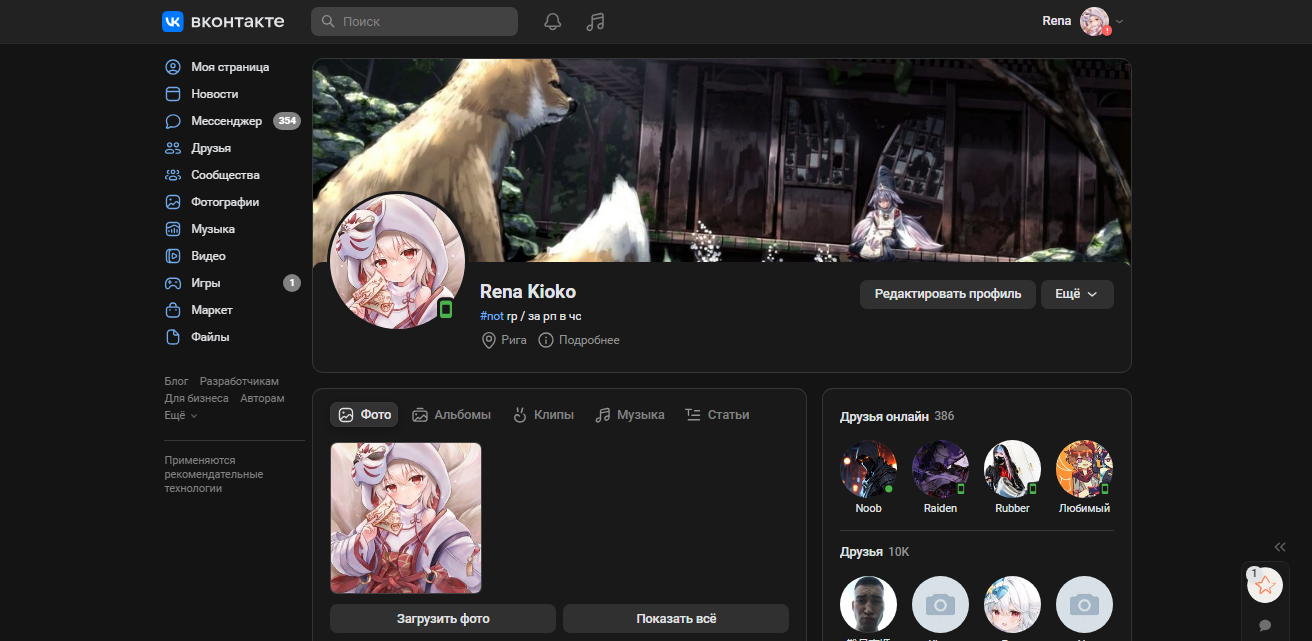 вконтакте
Поиск
Rena
Моя страница
Новости
Мессенджер 354
Друзья
Сообщества
Фотографии
Музыка
Видео
Игры 1
Маркет
Файлы
Блог Разработчикам
Для бизнеса Авторам
Ещё
Применяются
рекомендательные
технологии
Rena Kioko
#not rp / за рп в чс
Рига Подробнее
Редактировать профиль Ещё
Фото Альбомы Клипы Музыка Статьи
Загрузить фото Показать всё
Друзья онлайн 386
Noob Raiden Rubber Любимый
Друзья 10K
1